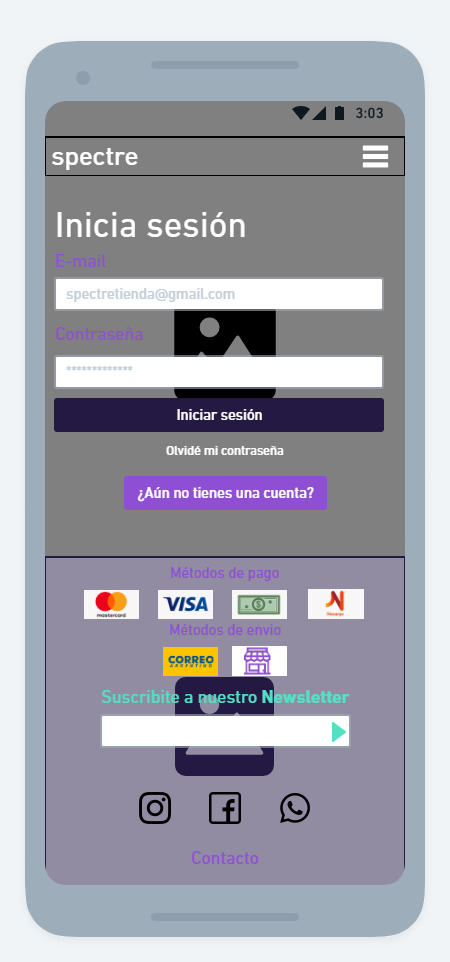 3:03
spectre
Inicia sesión
E-mail
spectretienda@gmail.com
Contraseña
*************
Iniciar sesión
Olvidé mi contraseña
¿Aún no tienes una cuenta?
Métodos de pago
mastercard
VISA
Naranja
Métodos de envio
CORREO
ARGENTINO
Suscribite a nuestro Newsletter
Contacto